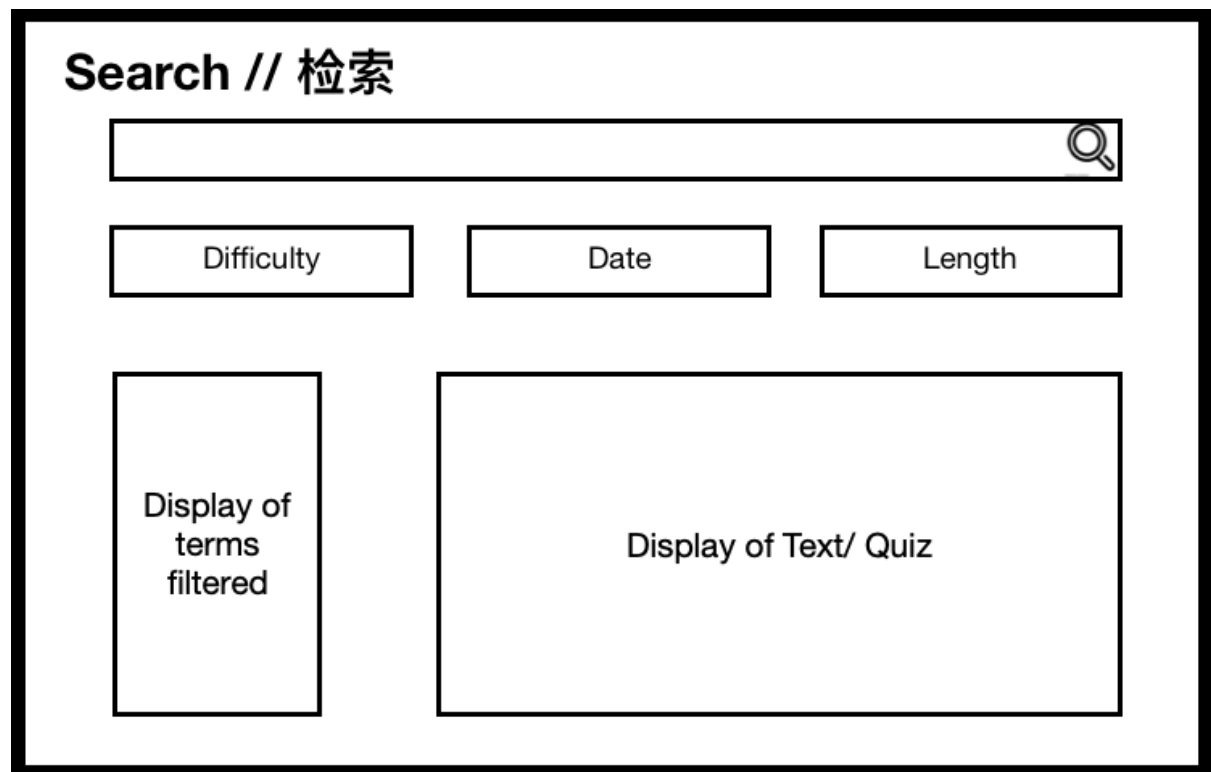 Search // 检索
Difficulty
Date
Length
Display of
terms
filtered
Display of Text/ Quiz